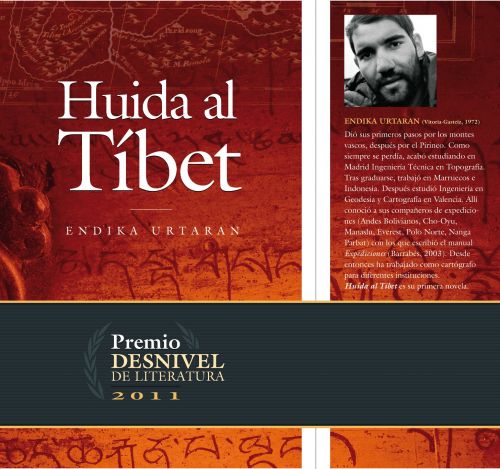 Huida al
Tíbet
ENDIKA URTARAN
Premio
DESNIVEL
DE LITERATURA
2011
ENDIKA URTARAN (Vitoria-Gasteiz, 1972)
Dió sus primeros pasos por los montes
vascos, después por el Pirineo. Como
siempre se perdía, acabó estudiando en
Madrid Ingeniería Técnica en Topografía.
Tras graduarse, trabajó en Marruecos e
Indonesia. Después estudió Ingeniería en
Geodesia y Cartografía en Valencia. Allí
conoció a sus compañeros de expedicio-
nes (Andes Bolivianos, Cho-Oyu,
Manaslu, Everest, Polo Norte, Nanga
Parbat) con los que escribió el manual
Expediciones (Barrabés, 2003). Desde
entonces ha trabajado como cartógrafo
para diferentes instituciones.
Huida al Tíbet es su primera novela.